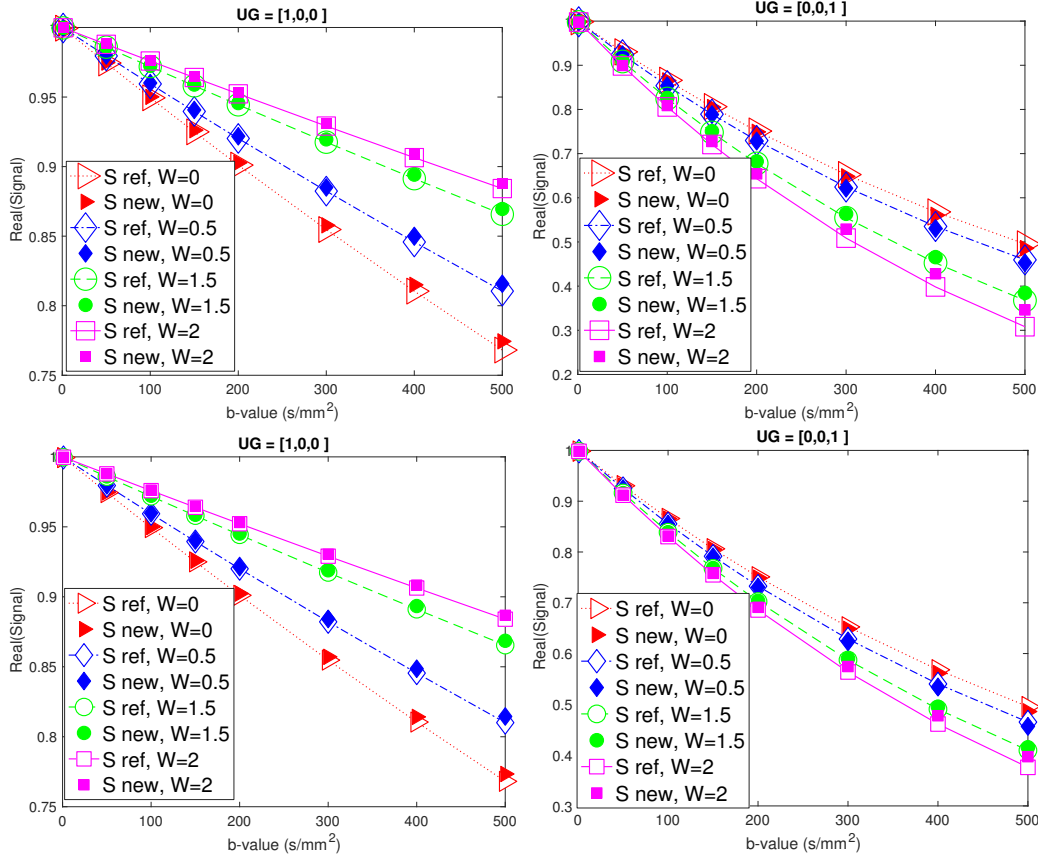 UG = [1,0,0 ]
1
0.95
0.9
0.85
0.8
0.75
Real(Signal)
S ref, W=0
S new, W=0
S ref, W=0.5
S new, W=0.5
S ref, W=1.5
S new, W=1.5
S ref, W=2
S new, W=2
0 100 200 300 400 500
b-value (s/mm²)
UG = [0,0,1 ]
1
0.9
0.8
0.7
0.6
0.5
0.4
0.3
0.2
Real(Signal)
S ref, W=0
S new, W=0
S ref, W=0.5
S new, W=0.5
S ref, W=1.5
S new, W=1.5
S ref, W=2
S new, W=2
0 100 200 300 400 500
b-value (s/mm²)
UG = [1,0,0 ]
1
0.95
0.9
0.85
0.8
0.75
Real(Signal)
S ref, W=0
S new, W=0
S ref, W=0.5
S new, W=0.5
S ref, W=1.5
S new, W=1.5
S ref, W=2
S new, W=2
0 100 200 300 400 500
b-value (s/mm²)
UG = [0,0,1 ]
1
0.9
0.8
0.7
0.6
0.5
0.4
0.3
Real(Signal)
S ref, W=0
S new, W=0
S ref, W=0.5
S new, W=0.5
S ref, W=1.5
S new, W=1.5
S ref, W=2
S new, W=2
0 100 200 300 400 500
b-value (s/mm²)